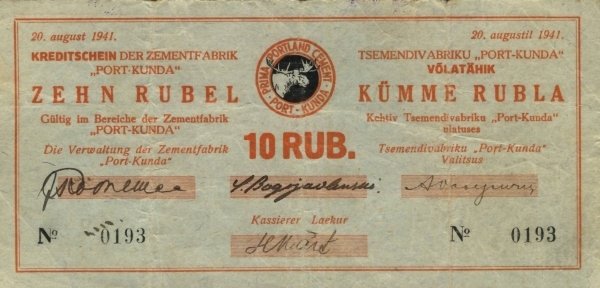 20. august 1941.
KREDITSCHEIN DER ZEMENTFABRIK
„PORT-KUNDA"
ZEHN RUBEL
Gültig im Bereiche der Zementfabrik
„PORT-KUNDA"
Die Verwaltung der Zementfabrik
„Port-Kunda"
PRIMA PORTLAND CEMENT
PORT-KUNDA
10 RUB.
20. augustil 1941.
TSEMENDIVABRIKU „PORT-KUNDA"
VÕLATÄHIK
KÜMME RUBLA
Kehtiv Tsemendivabriku „Port-Kunda"
ulatuses
Tsemendivabriku „Port-Kunda"
Valitsus
Kassierer Laekur
№ 0193
№ 0193